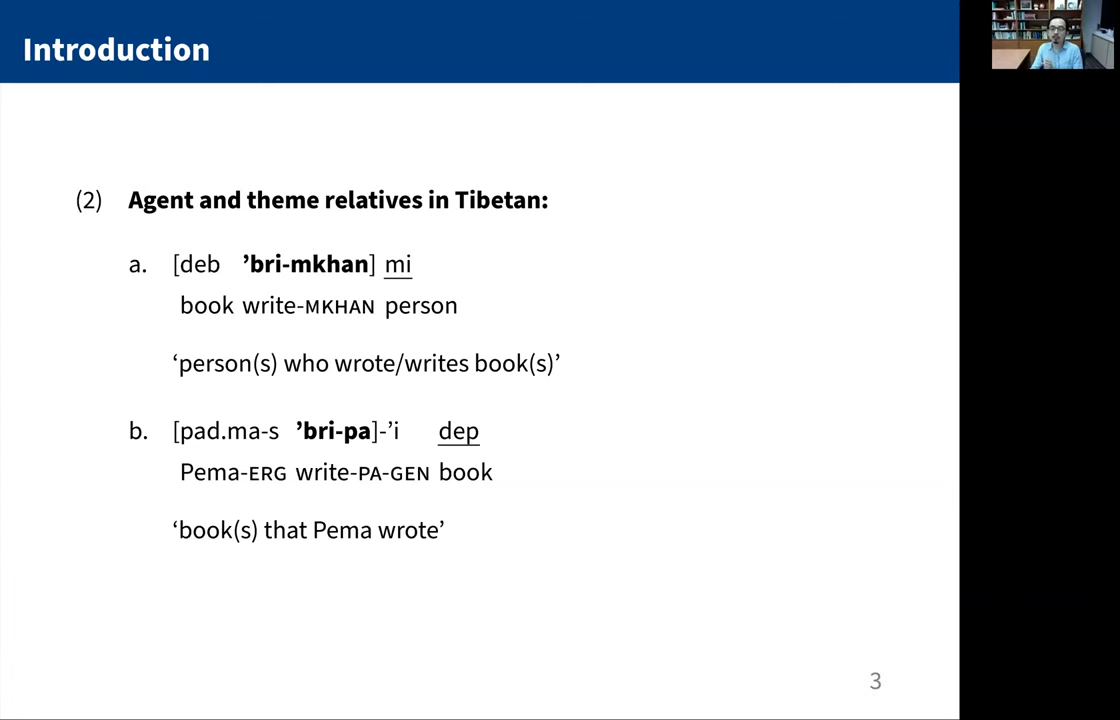 Introduction
(2) Agent and theme relatives in Tibetan:
a. [deb ’bri-mkhan] mi
book write-MKHAN person
‘person(s) who wrote/writes book(s)’
b. [pad.ma-s ’bri-pa]-’i dep
Pema-ERG write-PA-GEN book
‘book(s) that Pema wrote’
3